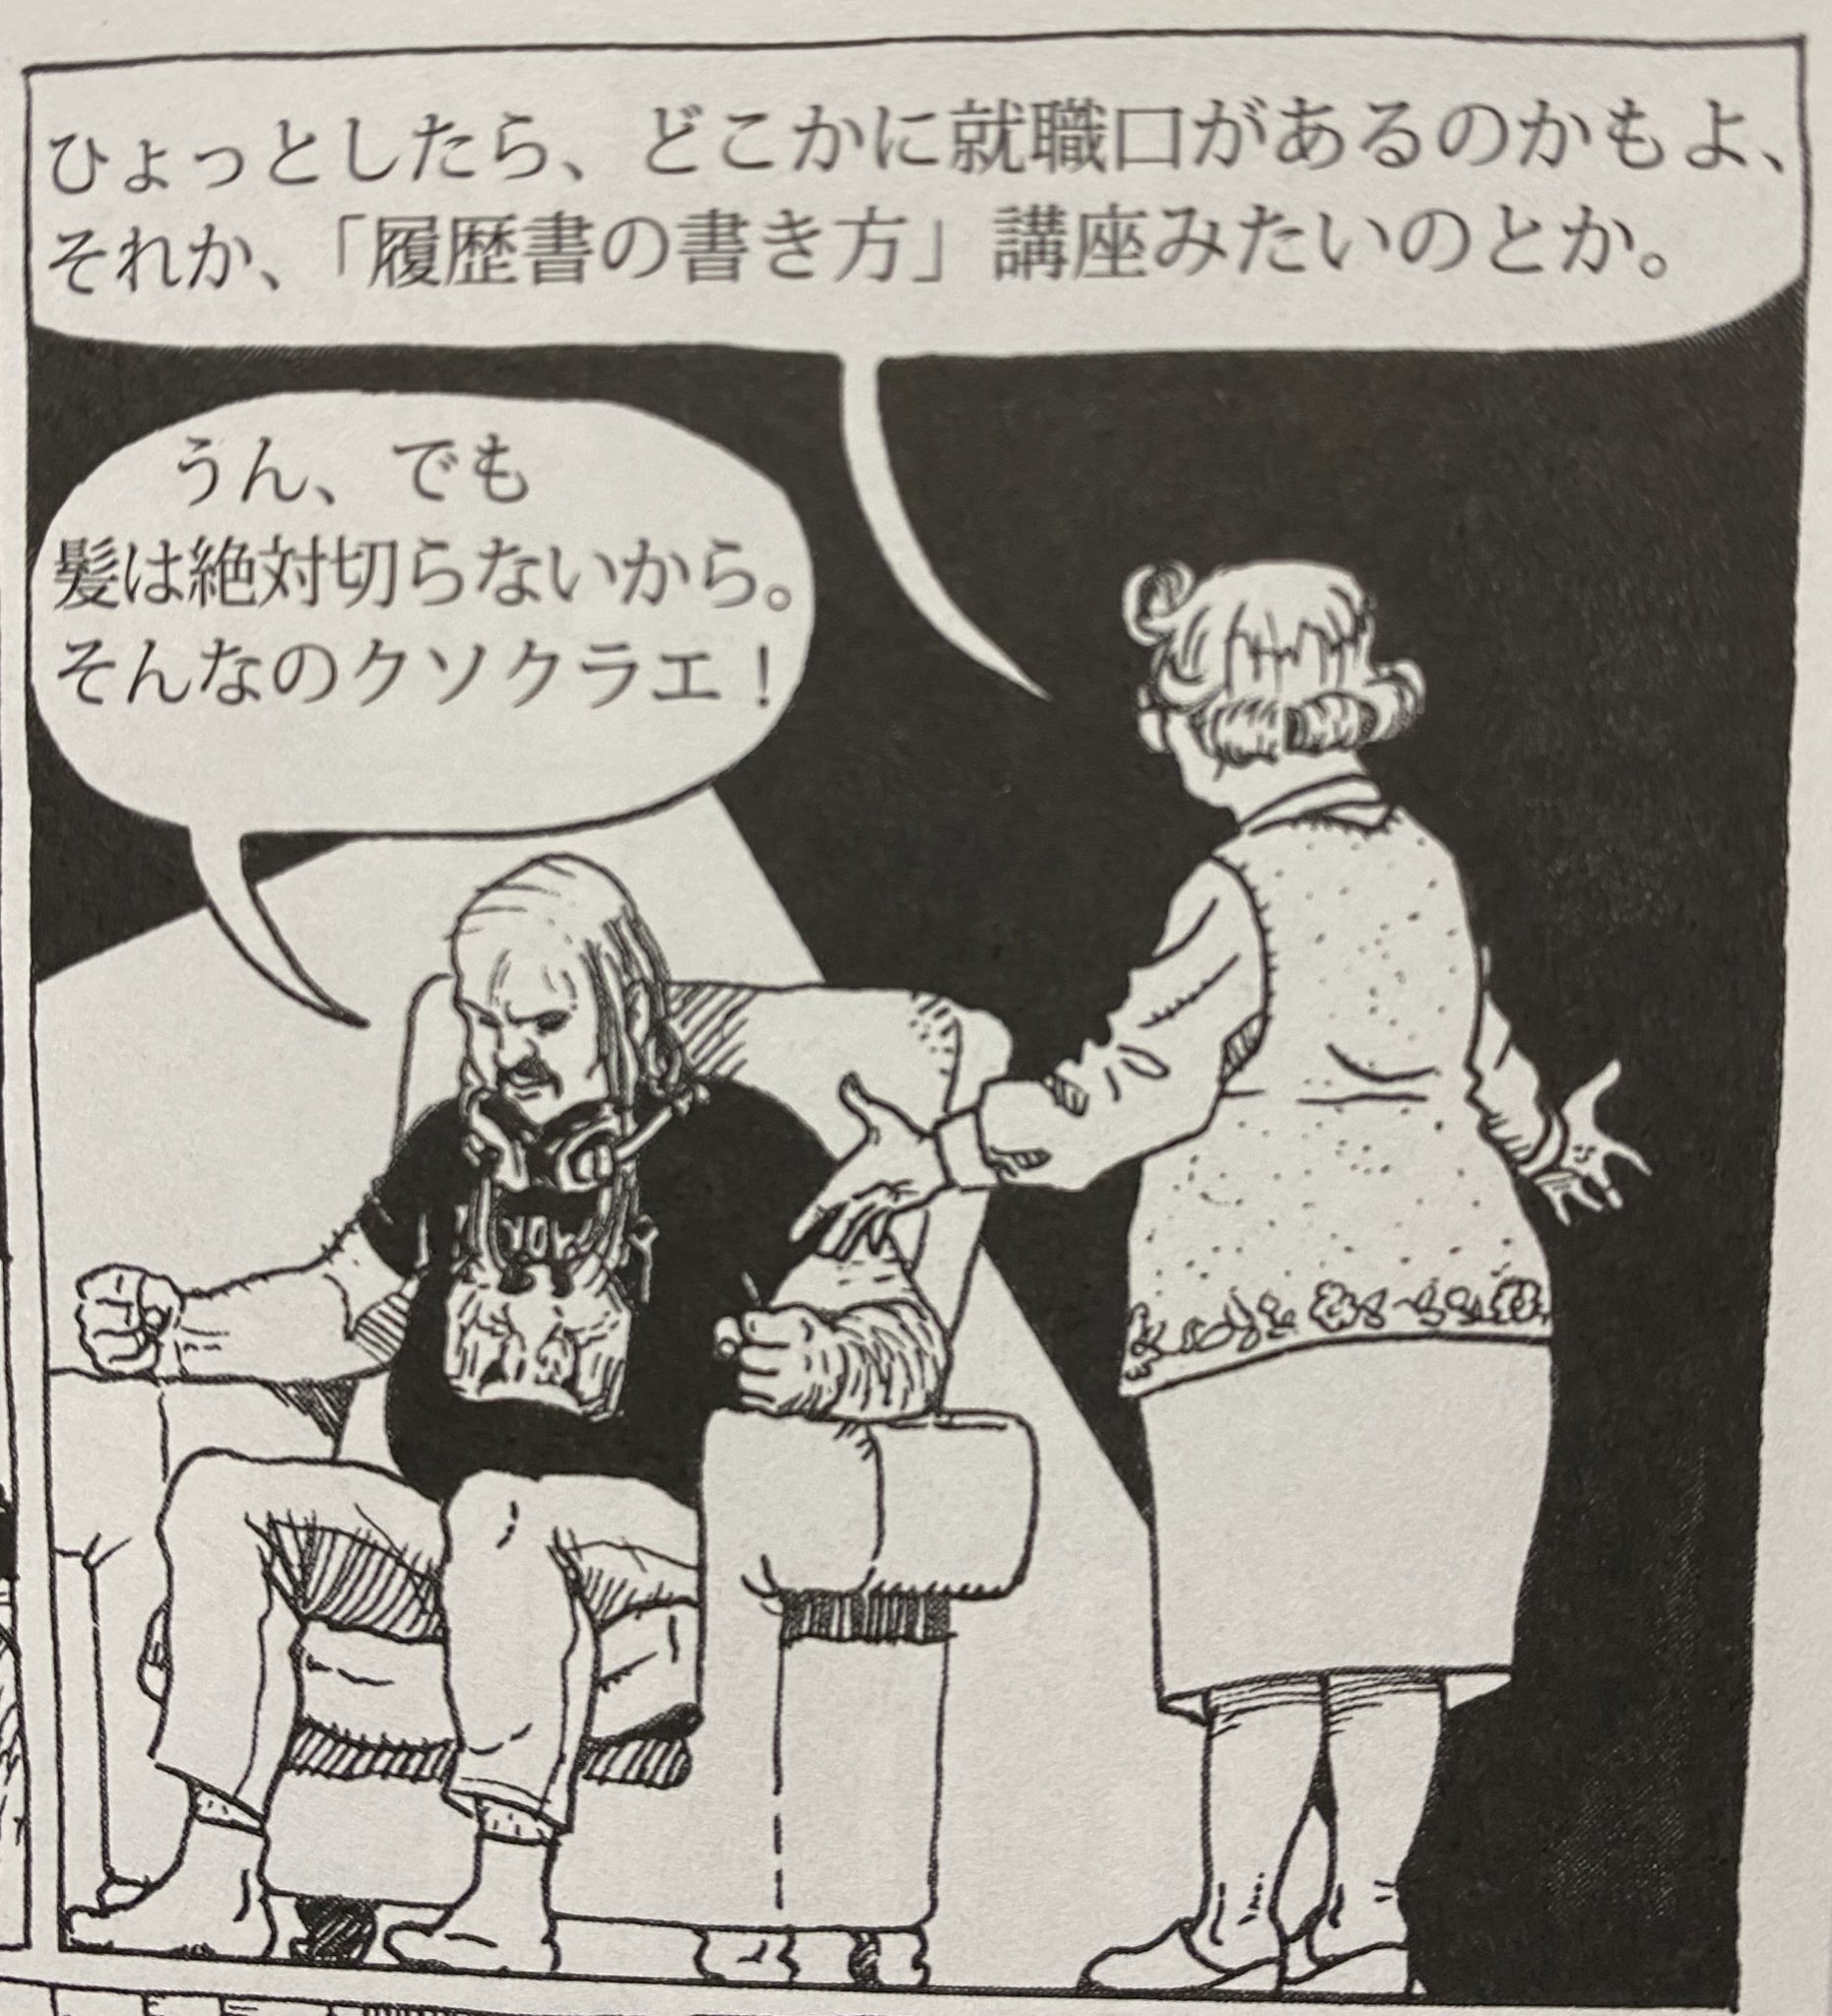 ひょっとしたら、どこかに就職口があるのかもよ、
それか、「履歴書の書き方」講座みたいのとか。
うん、でも
髪は絶対切らないから。
そんなのクソクラエ！